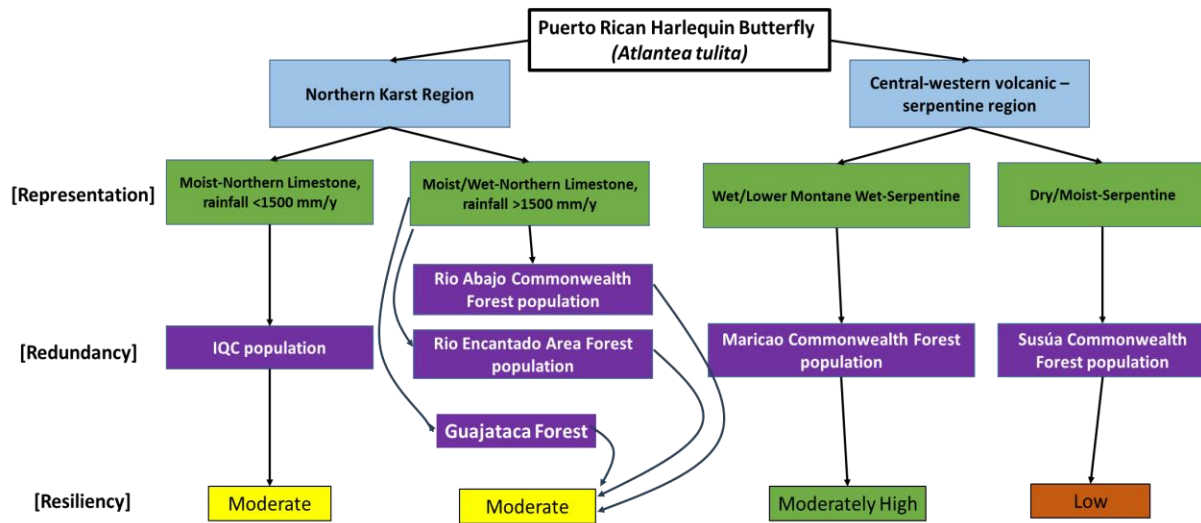 Puerto Rican Harlequin Butterfly
(Atlantea tulita)
Northern Karst Region
Central-western volcanic –
serpentine region
[Representation]
Moist-Northern Limestone,
rainfall <1500 mm/y
Moist/Wet-Northern Limestone,
rainfall >1500 mm/y
Wet/Lower Montane Wet-Serpentine
Dry/Moist-Serpentine
Rio Abajo Commonwealth
Forest population
[Redundancy]
IQC population
Rio Encantado Area Forest
population
Maricao Commonwealth Forest
population
Susúa Commonwealth
Forest population
Guajataca Forest
[Resiliency]
Moderate
Moderate
Moderately High
Low